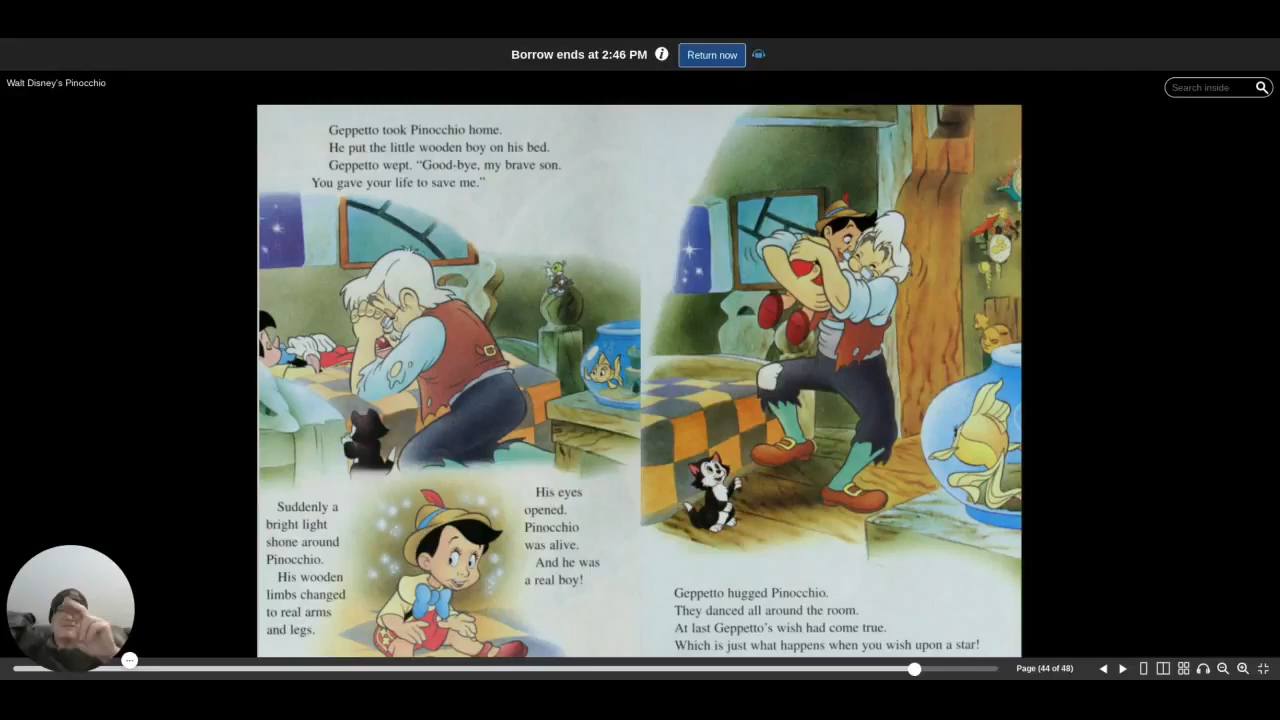 Borrow ends at 2:46 PM
Return now
Walt Disney's Pinocchio
Search inside
Geppetto took Pinocchio home.
He put the little wooden boy on his bed.
Geppetto wept. “Good-bye, my brave son.
You gave your life to save me.”
Suddenly a
bright light
shone around
Pinocchio.
His wooden
limbs changed
to real arms
and legs.
His eyes
opened.
Pinocchio
was alive.
And he was
a real boy!
Geppetto hugged Pinocchio.
They danced all around the room.
At last Geppetto's wish had come true.
Which is just what happens when you wish upon a star!
Page (44 of 48)